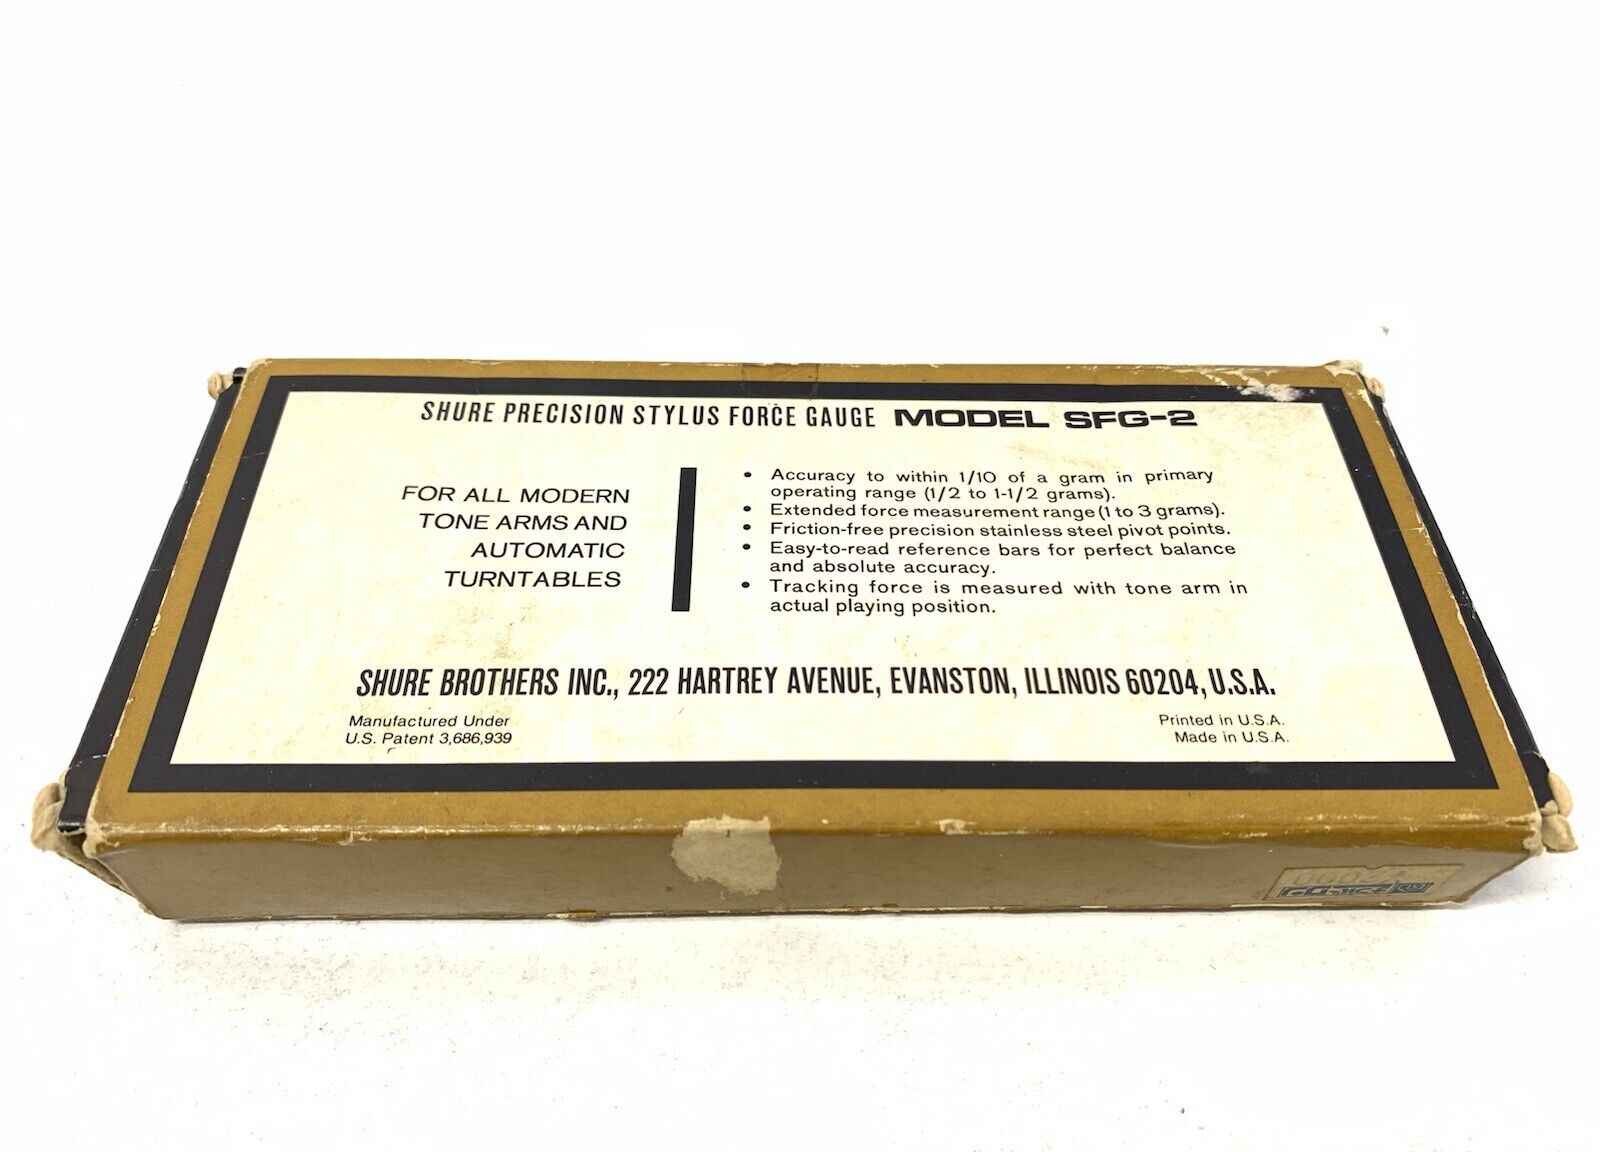 SHURE PRECISION STYLUS FORCE GAUGE MODEL SFG-2
FOR ALL MODERN
TONE ARMS AND
AUTOMATIC
TURNTABLES
• Accuracy to within 1/10 of a gram in primary
operating range (1/2 to 1-1/2 grams).
• Extended force measurement range (1 to 3 grams).
• Friction-free precision stainless steel pivot points.
• Easy-to-read reference bars for perfect balance
and absolute accuracy.
• Tracking force is measured with tone arm in
actual playing position.
SHURE BROTHERS INC., 222 HARTREY AVENUE, EVANSTON, ILLINOIS 60204, U.S.A.
Manufactured Under
U.S. Patent 3,686,939
Printed in U.S.A.
Made in U.S.A.